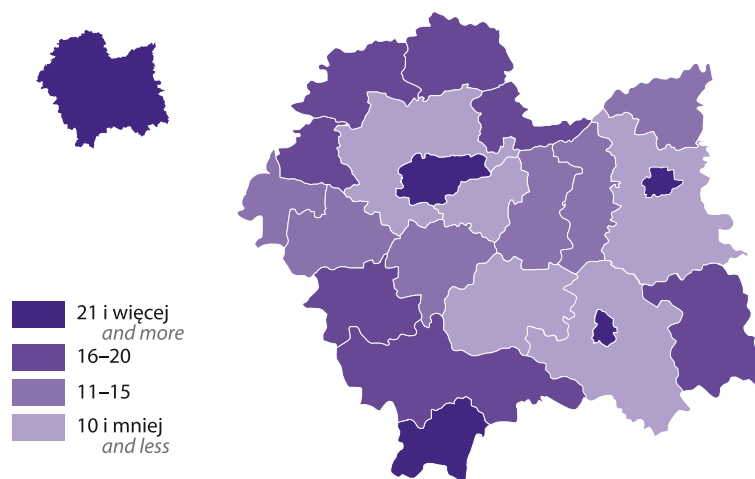 21 i więcej
and more
16–20
11–15
10 i mniej
and less